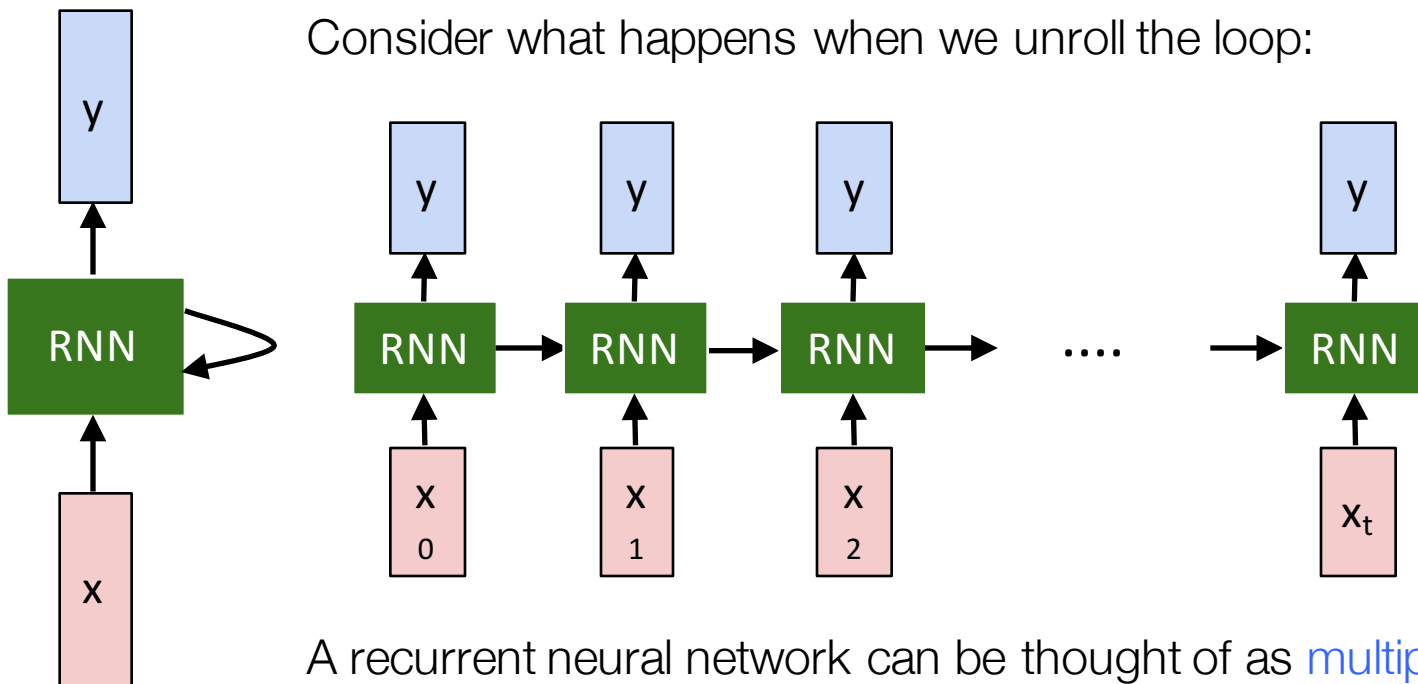 Consider what happens when we unroll the loop:
y
y y y y
RNN
RNN RNN RNN .... RNN
x
0
x
1
x
2
xₜ
x
A recurrent neural network can be thought of as